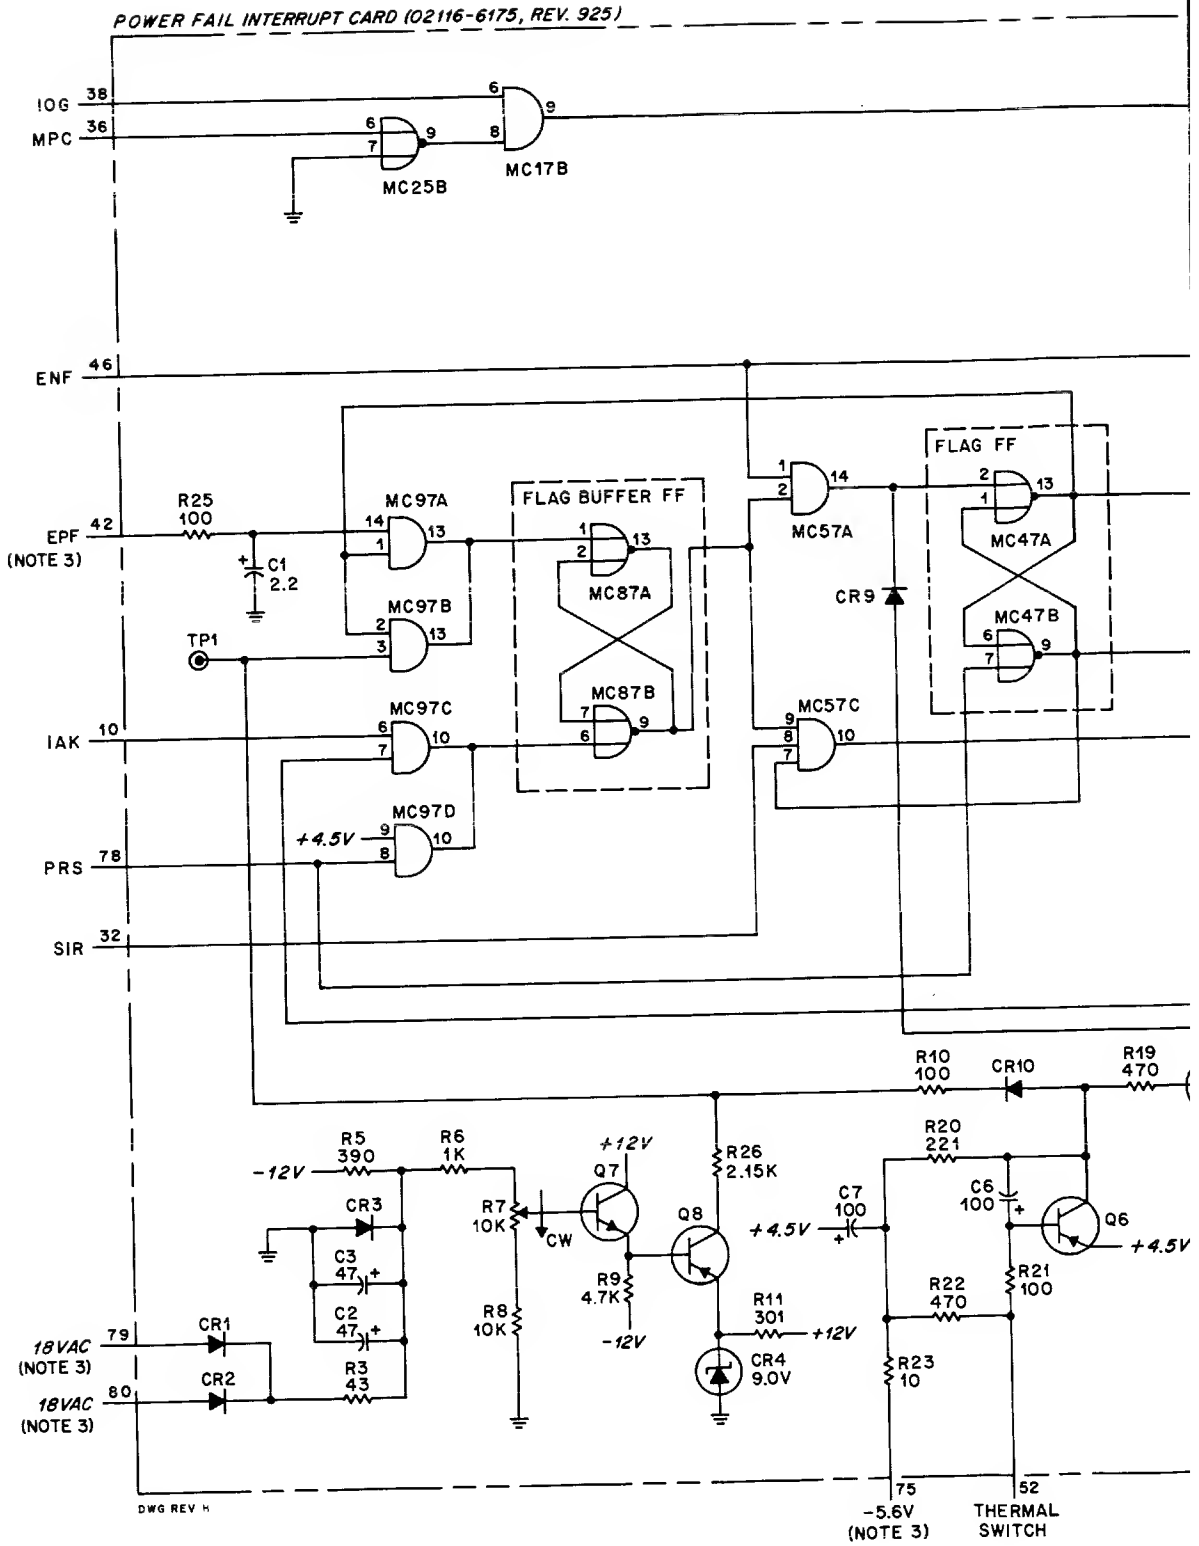 POWER FAIL INTERRUPT CARD (02116-6175, REV. 925)
IOG 38
MPC 36
6
8
9
MC17B
6
7
9
MC25B
ENF 46
FLAG FF
FLAG BUFFER FF
R25
100
EPF 42
(NOTE 3)
+
C1
2.2
MC97A
14
1
13
MC97B
2
3
13
TP1
1
2
13
MC87A
MC87B
7
6
9
1
2
14
MC57A
CR9
2
1
13
MC47A
MC47B
6
7
9
MC57C
9
8
7
10
IAK 10
MC97C
6
7
10
MC97D
+4.5V 9
8
10
PRS 78
SIR 32
R10
100
CR10
R19
470
R20
221
-12V
R5
390
R6
1K
+12V
Q7
R26
2.15K
CR3
R7
10K
CW
Q8
C7
100
+4.5V
+
C6
100
+
Q6
+4.5V
C3
47 +
C2
47 +
R8
10K
R9
4.7K
-12V
R11
301
+12V
CR4
9.0V
R22
470
R21
100
R23
10
18VAC 79
(NOTE 3)
CR1
18VAC 80
(NOTE 3)
CR2
R3
43
DWG REV H
75
-5.6V
(NOTE 3)
52
THERMAL
SWITCH